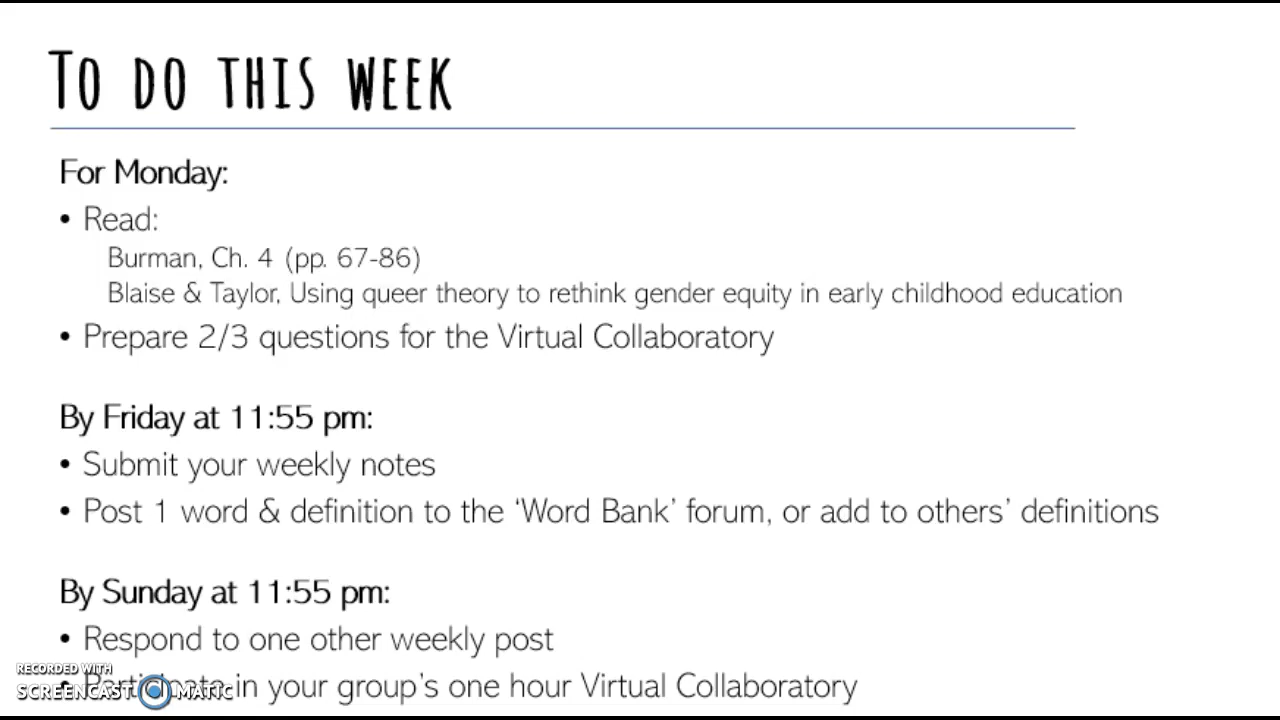 To do this week
For Monday:
• Read:
Burman, Ch. 4 (pp. 67-86)
Blaise & Taylor, Using queer theory to rethink gender equity in early childhood education
• Prepare 2/3 questions for the Virtual Collaboratory
By Friday at 11:55 pm:
• Submit your weekly notes
• Post 1 word & definition to the ‘Word Bank’ forum, or add to others’ definitions
By Sunday at 11:55 pm:
• Respond to one other weekly post
• Participate in your group’s one hour Virtual Collaboratory
RECORDED WITH
SCREENCAST MATIC